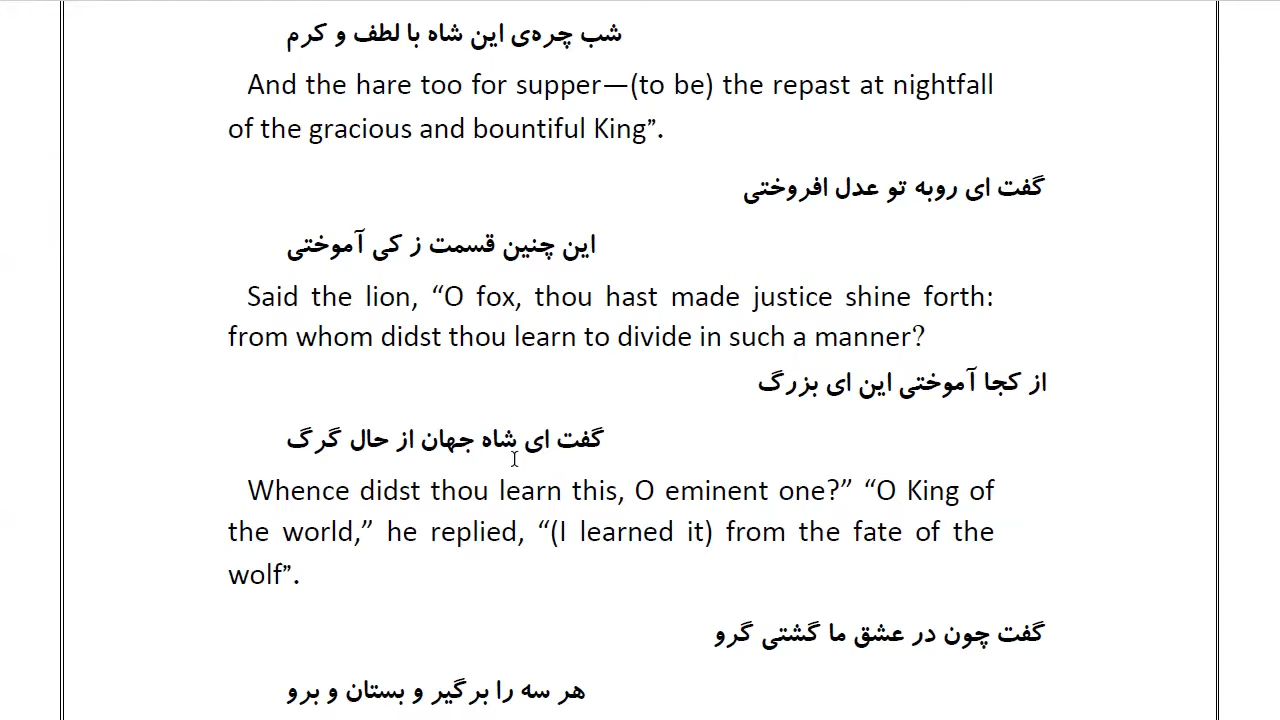 شب چره‌ی این شاه با لطف و کرم
And the hare too for supper—(to be) the repast at nightfall
of the gracious and bountiful King”.
گفت ای روبه تو عدل افروختی
این چنین قسمت ز کی آموختی
Said the lion, “O fox, thou hast made justice shine forth:
from whom didst thou learn to divide in such a manner?
از کجا آموختی این ای بزرگ
گفت ای شاه جهان از حال گرگ
Whence didst thou learn this, O eminent one?” “O King of
the world,” he replied, “(I learned it) from the fate of the
wolf”.
گفت چون در عشق ما گشتی گرو
هر سه را برگیر و بستان و برو